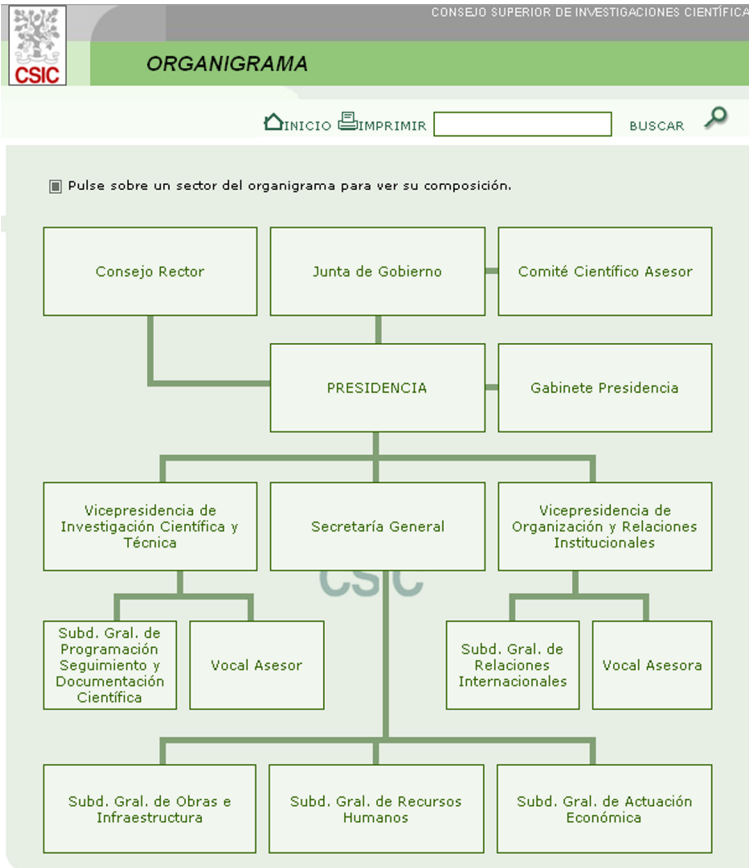 CONSEJO SUPERIOR DE INVESTIGACIONES CIENTÍFICA
CSIC
ORGANIGRAMA
INICIO IMPRIMIR BUSCAR
Pulse sobre un sector del organigrama para ver su composición.
Consejo Rector
Junta de Gobierno
Comité Científico Asesor
PRESIDENCIA
Gabinete Presidencia
Vicepresidencia de
Investigación Científica y
Técnica
Secretaría General
Vicepresidencia de
Organización y Relaciones
Institucionales
CSIC
Subd. Gral. de
Programación
Seguimiento y
Documentación
Científica
Vocal Asesor
Subd. Gral. de
Relaciones
Internacionales
Vocal Asesora
Subd. Gral. de Obras e
Infraestructura
Subd. Gral. de Recursos
Humanos
Subd. Gral. de Actuación
Económica